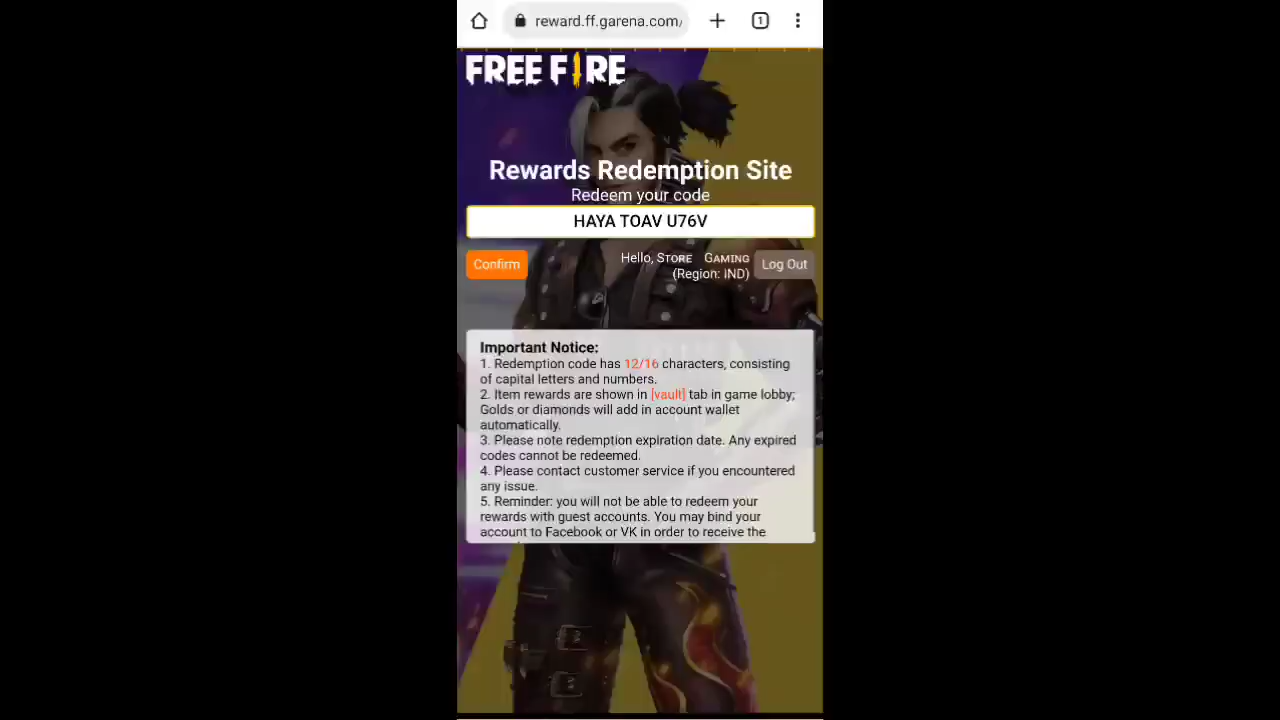 reward.ff.garena.com/
1
FREE FIRE
Rewards Redemption Site
Redeem your code
HAYA TOAV U76V
Confirm
Hello, Sᴛᴏʀᴇ Gᴀᴍɪɴɢ
(Region: IND)
Log Out
Important Notice:
1. Redemption code has 12/16 characters, consisting
of capital letters and numbers.
2. Item rewards are shown in [vault] tab in game lobby;
Golds or diamonds will add in account wallet
automatically.
3. Please note redemption expiration date. Any expired
codes cannot be redeemed.
4. Please contact customer service if you encountered
any issue.
5. Reminder: you will not be able to redeem your
rewards with guest accounts. You may bind your
account to Facebook or VK in order to receive the